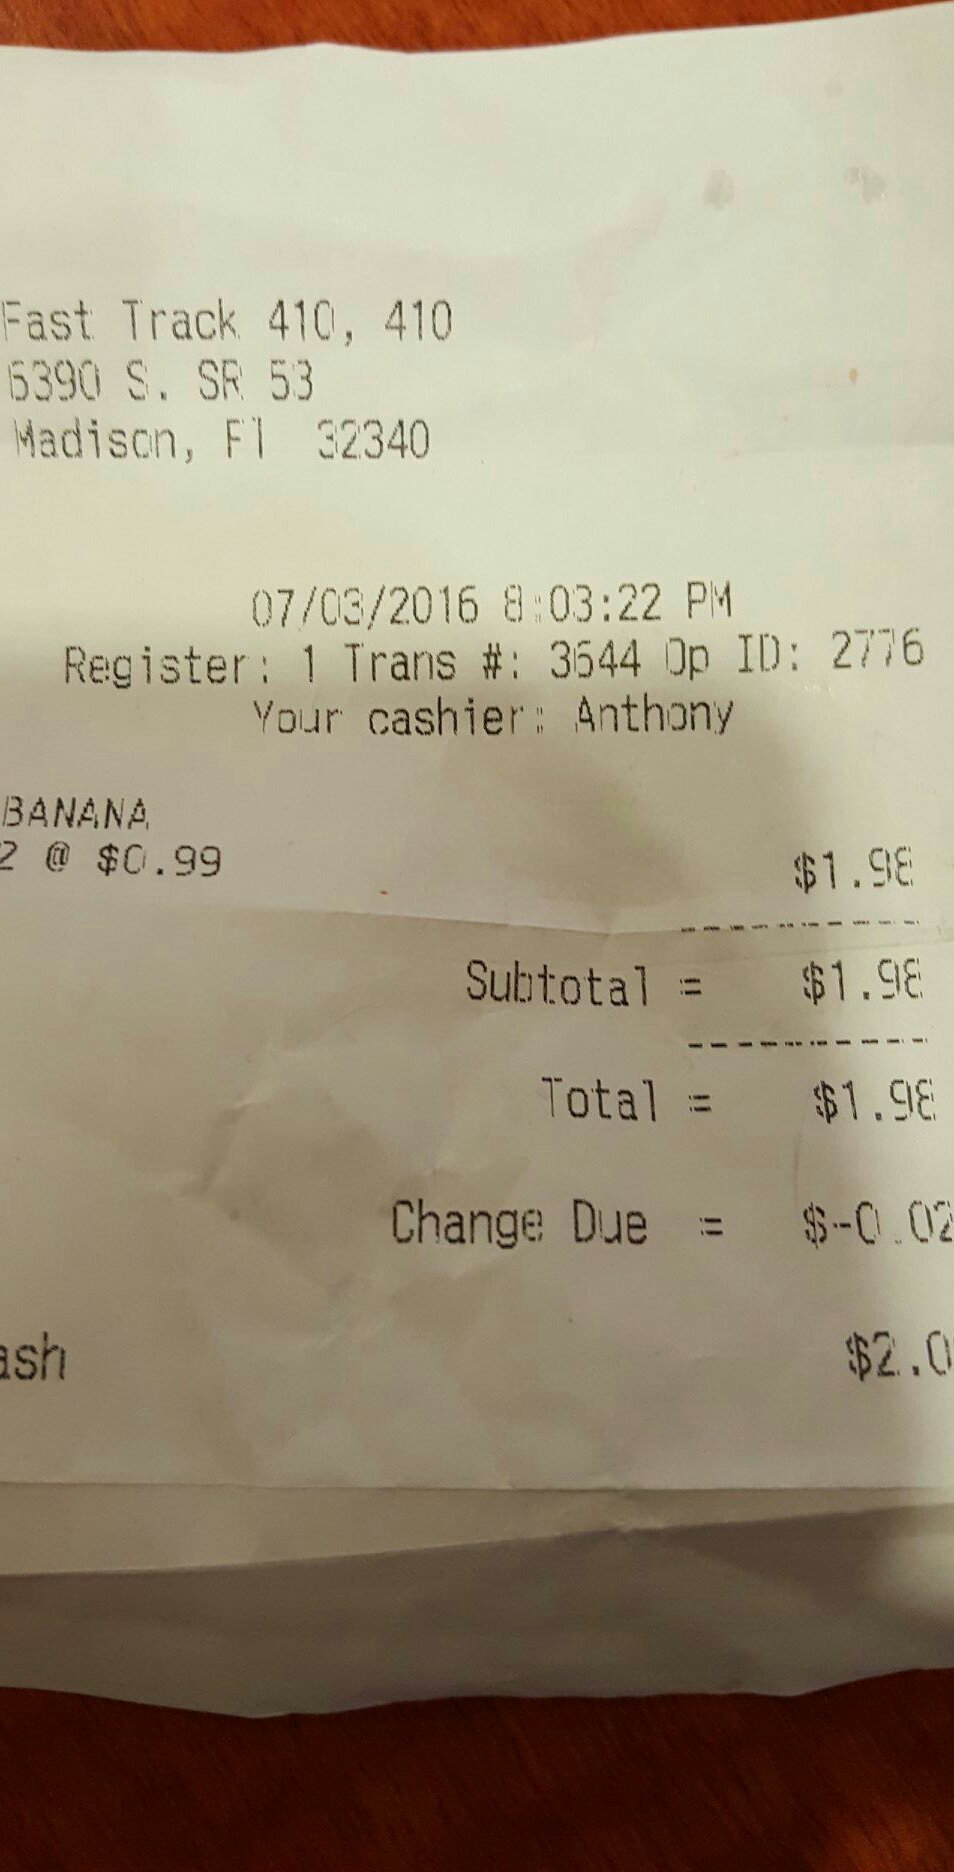 Fast Track 410, 410
6390 S. SR 53
Madison, Fl 32340
07/03/2016 8:03:22 PM
Register: 1 Trans #: 3644 Op ID: 2776
Your cashier: Anthony
BANANA
2 @ $0.99 $1.98
Subtotal = $1.98
Total = $1.98
Change Due = $-0.02
ash $2.0